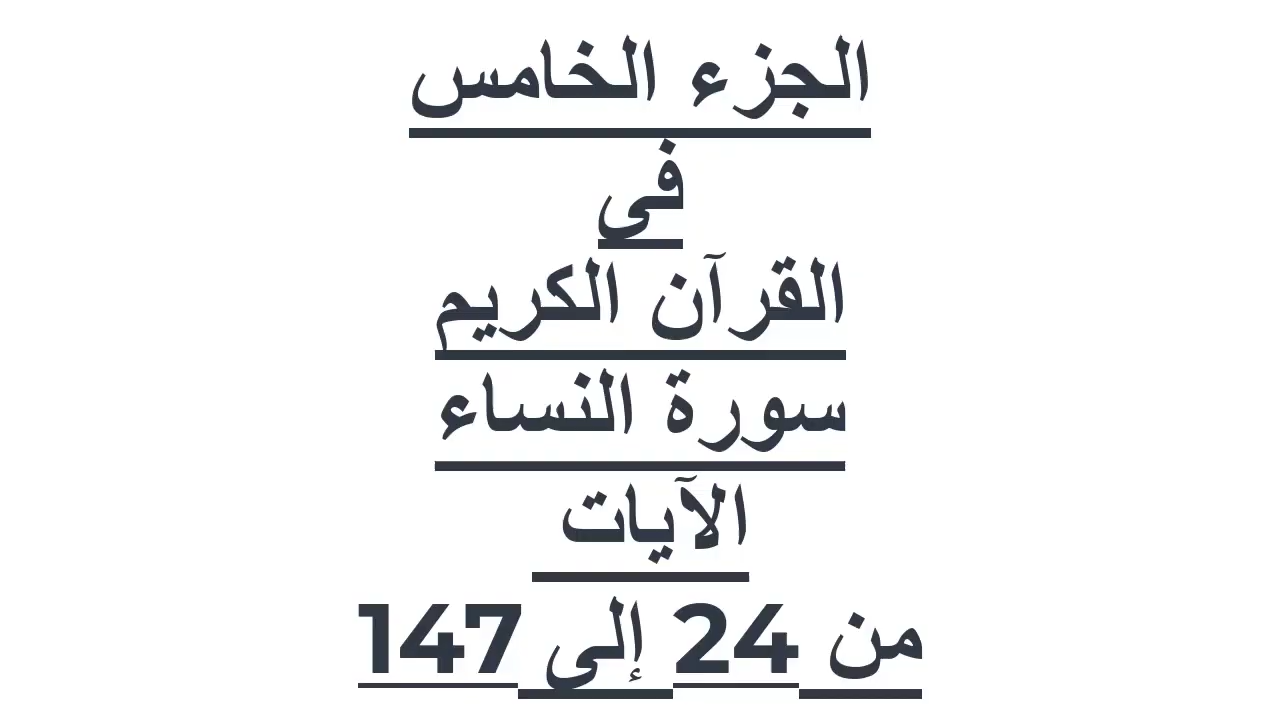 الجزء الخامس
في
القرآن الكريم
سورة النساء
الآيات
من 24 إلى 147